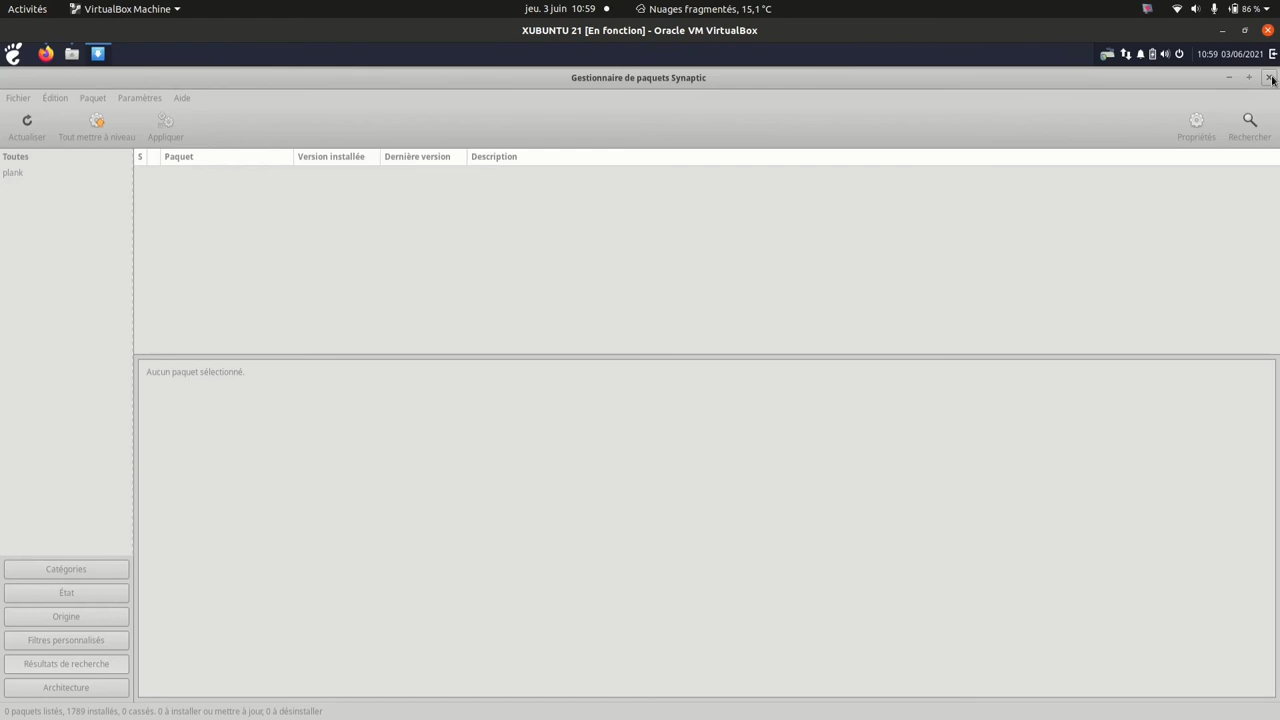 Activités VirtualBox Machine jeu. 3 juin 10:59 Nuages fragmentés, 15,1 °C 86 %
XUBUNTU 21 [En fonction] - Oracle VM VirtualBox
10:59 03/06/2021
Gestionnaire de paquets Synaptic
Fichier Édition Paquet Paramètres Aide
Actualiser Tout mettre à niveau Appliquer Propriétés Rechercher
Toutes S Paquet Version installée Dernière version Description
plank
Aucun paquet sélectionné.
Catégories
État
Origine
Filtres personnalisés
Résultats de recherche
Architecture
0 paquets listés, 1789 installés, 0 cassés. 0 à installer ou mettre à jour, 0 à désinstaller